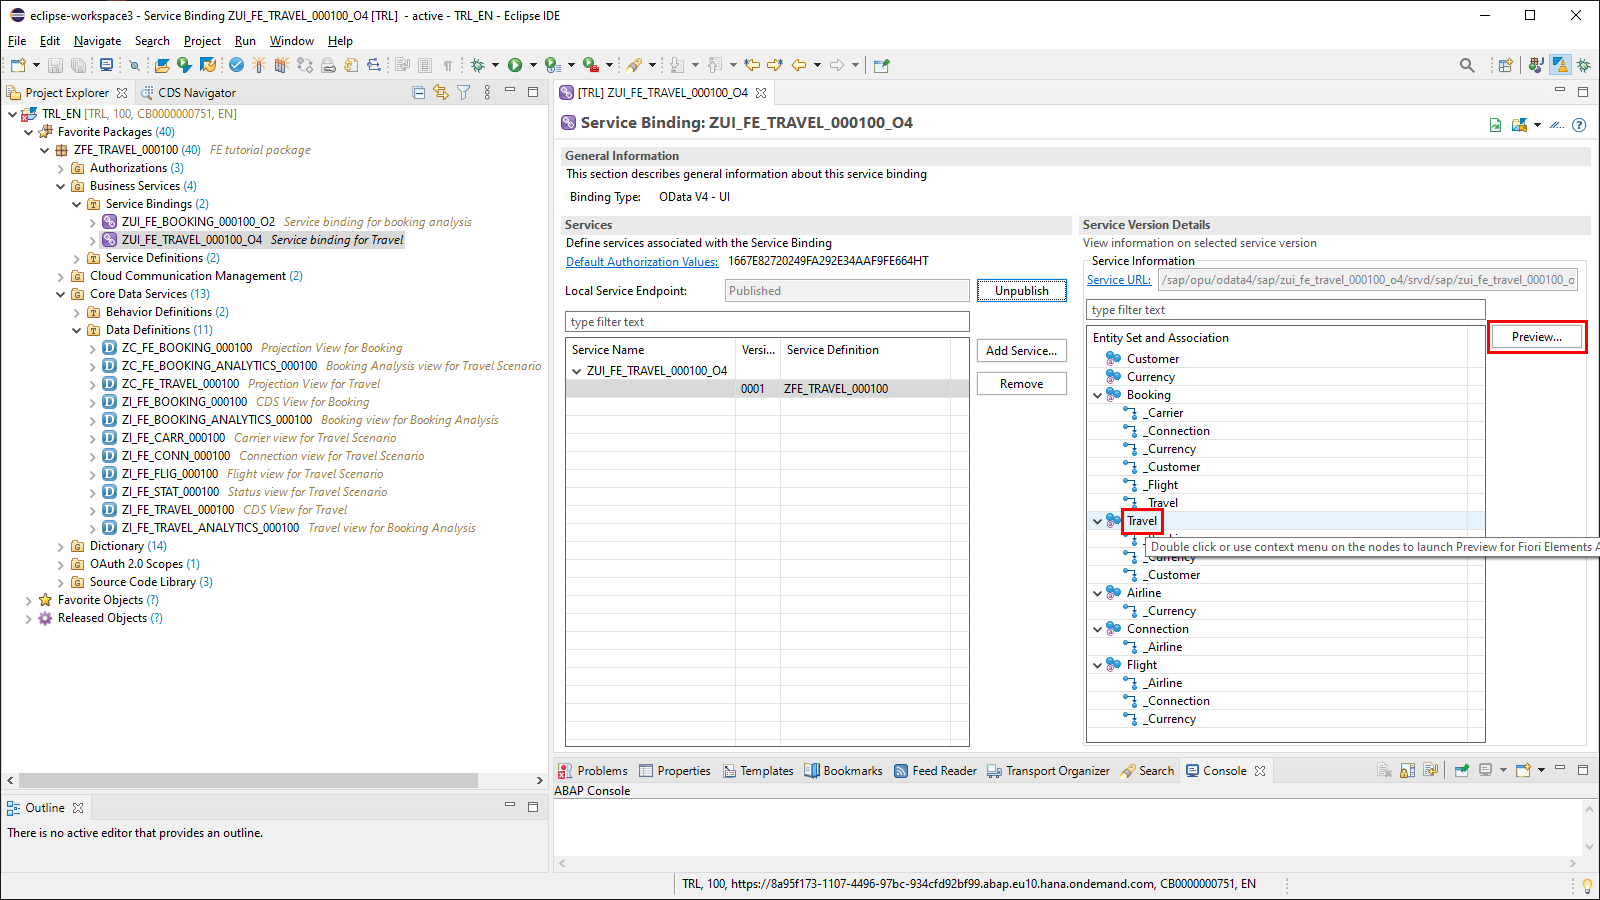 eclipse-workspace3 - Service Binding ZUI_FE_TRAVEL_000100_O4 [TRL] - active - TRL_EN - Eclipse IDE
File Edit Navigate Search Project Run Window Help
Project Explorer
CDS Navigator
TRL_EN [TRL, 100, CB0000000751, EN]
Favorite Packages (40)
ZFE_TRAVEL_000100 (40) FE tutorial package
Authorizations (3)
Business Services (4)
Service Bindings (2)
ZUI_FE_BOOKING_000100_O2 Service binding for booking analysis
ZUI_FE_TRAVEL_000100_O4 Service binding for Travel
Service Definitions (2)
Cloud Communication Management (2)
Core Data Services (13)
Behavior Definitions (2)
Data Definitions (11)
ZC_FE_BOOKING_000100 Projection View for Booking
ZC_FE_BOOKING_ANALYTICS_000100 Booking Analysis view for Travel Scenario
ZC_FE_TRAVEL_000100 Projection View for Travel
ZI_FE_BOOKING_000100 CDS View for Booking
ZI_FE_BOOKING_ANALYTICS_000100 Booking view for Travel Scenario
ZI_FE_CARR_000100 Carrier view for Travel Scenario
ZI_FE_CONN_000100 Connection view for Travel Scenario
ZI_FE_FLIG_000100 Flight view for Travel Scenario
ZI_FE_STAT_000100 Status view for Travel Scenario
ZI_FE_TRAVEL_000100 CDS View for Travel
ZI_FE_TRAVEL_ANALYTICS_000100 Travel view for Booking Analysis
Dictionary (14)
OAuth 2.0 Scopes (1)
Source Code Library (3)
Favorite Objects (?)
Released Objects (?)
Outline
There is no active editor that provides an outline.
[TRL] ZUI_FE_TRAVEL_000100_O4
Service Binding: ZUI_FE_TRAVEL_000100_O4
General Information
This section describes general information about this service binding
Binding Type: OData V4 - UI
Services
Define services associated with the Service Binding
Default Authorization Values: 1667E82720249FA292E34AAF9FE664HT
Local Service Endpoint: Published Unpublish
type filter text
Service Name Versi... Service Definition
ZUI_FE_TRAVEL_000100_O4
0001 ZFE_TRAVEL_000100
Add Service...
Remove
Service Version Details
View information on selected service version
Service Information
Service URL: /sap/opu/odata4/sap/zui_fe_travel_000100_o4/srvd/sap/zui_fe_travel_000100_o
type filter text
Preview...
Entity Set and Association
Customer
Currency
Booking
_Carrier
_Connection
_Currency
_Customer
_Flight
_Travel
Travel
Double click or use context menu on the nodes to launch Preview for Fiori Elements A
_Currency
_Customer
Airline
_Currency
Connection
_Airline
Flight
_Airline
_Connection
_Currency
Problems Properties Templates Bookmarks Feed Reader Transport Organizer Search Console
ABAP Console
TRL, 100, https://8a95f173-1107-4496-97bc-934cfd92bf99.abap.eu10.hana.ondemand.com, CB0000000751, EN